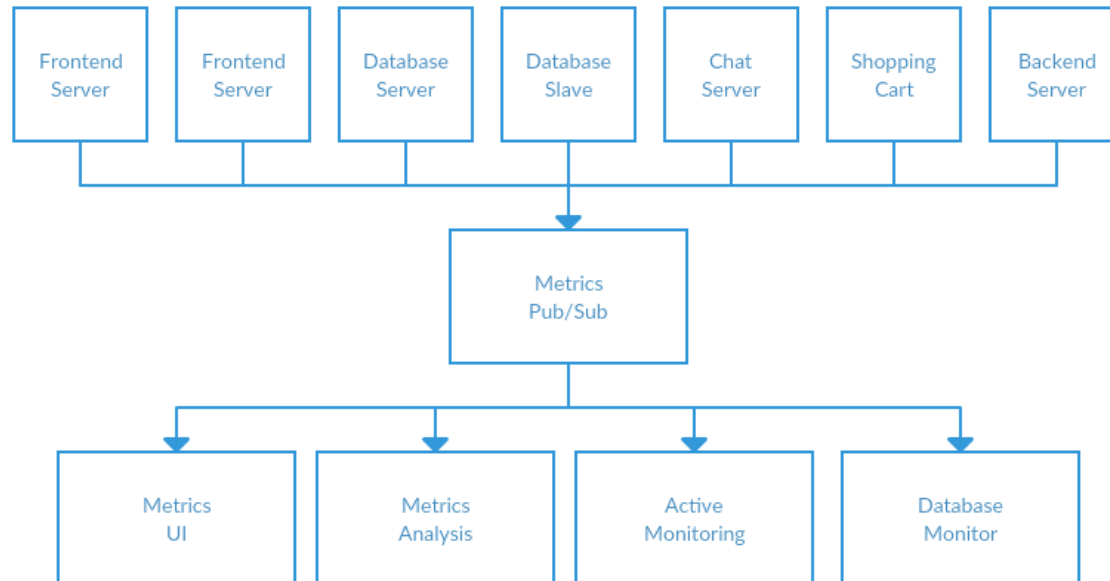 Frontend
Server
Frontend
Server
Database
Server
Database
Slave
Chat
Server
Shopping
Cart
Backend
Server
Metrics
Pub/Sub
Metrics
UI
Metrics
Analysis
Active
Monitoring
Database
Monitor